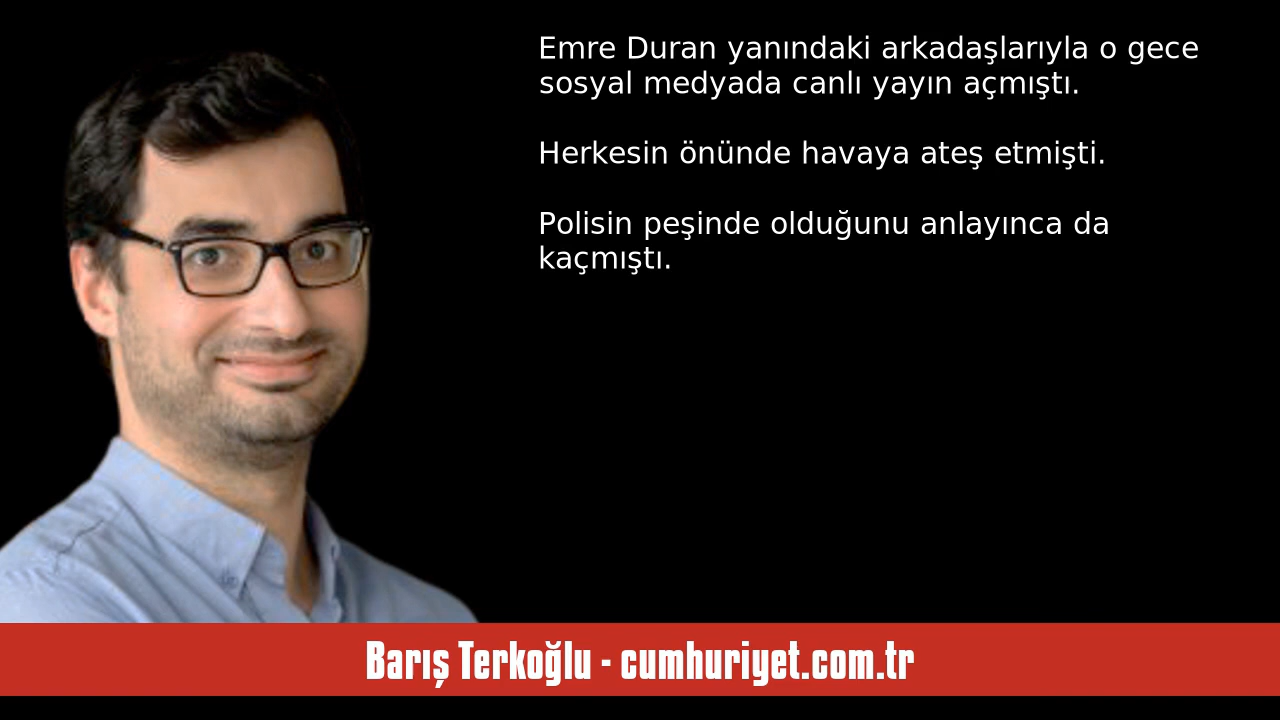 Emre Duran yanındaki arkadaşlarıyla o gece
sosyal medyada canlı yayın açmıştı.
Herkesin önünde havaya ateş etmişti.
Polisin peşinde olduğunu anlayınca da
kaçmıştı.
Barış Terkoğlu - cumhuriyet.com.tr